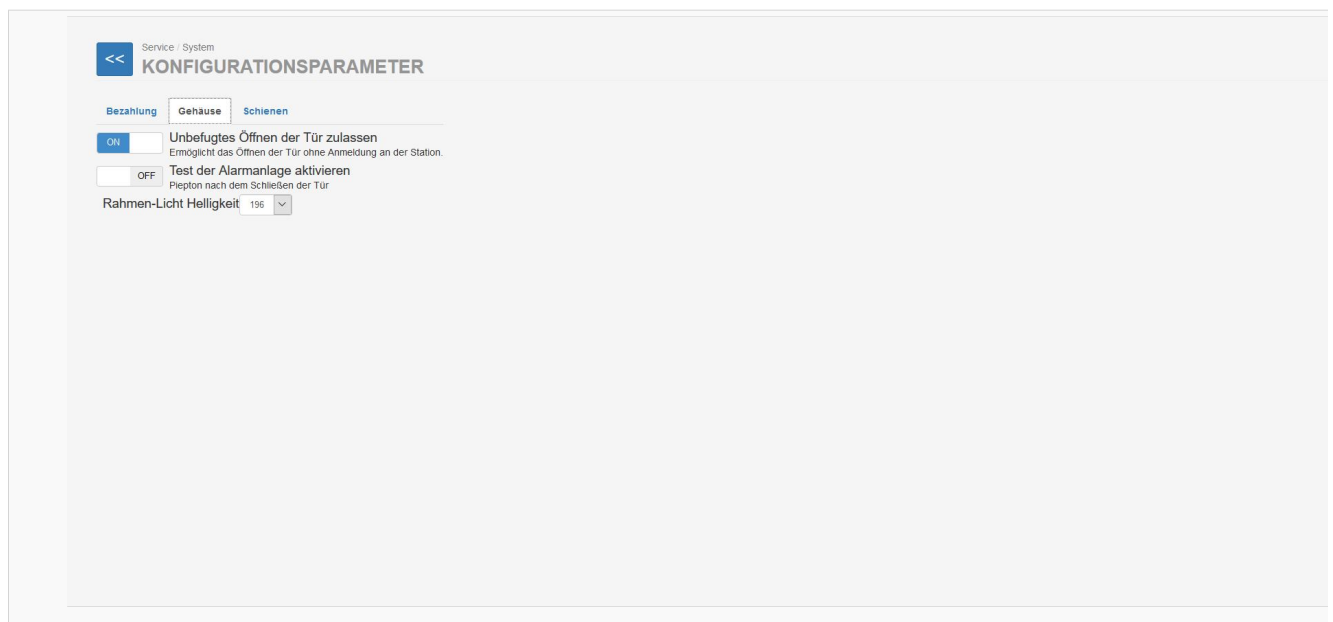 Service / System
<< KONFIGURATIONSPARAMETER
Bezahlung Gehäuse Schienen
ON Unbefugtes Öffnen der Tür zulassen
Ermöglicht das Öffnen der Tür ohne Anmeldung an der Station.
OFF Test der Alarmanlage aktivieren
Piepton nach dem Schließen der Tür
Rahmen-Licht Helligkeit 196